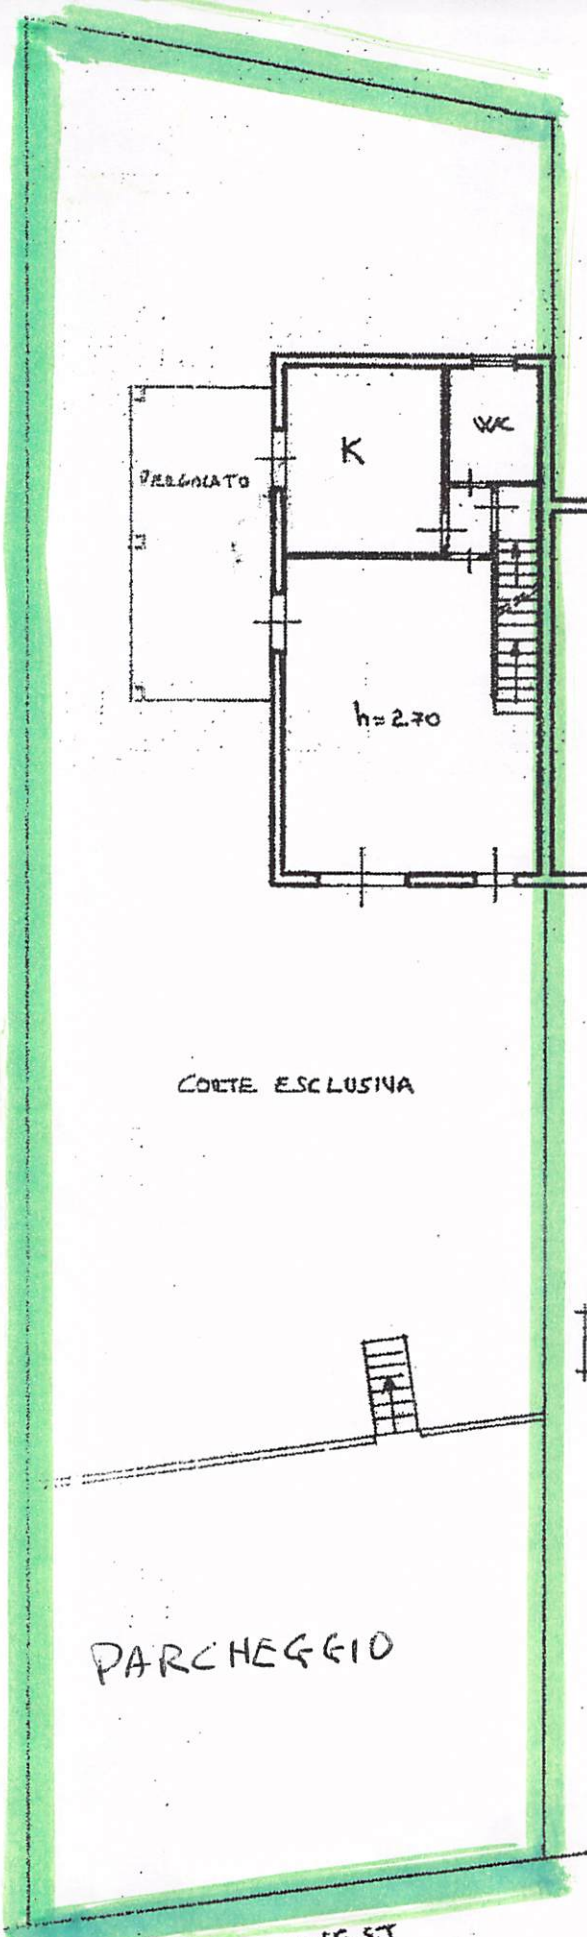 WC
K
PERGOLATO
h=2.70
CORTE ESCLUSIVA
PARCHEGGIO